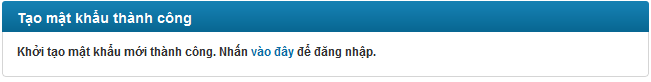 Tạo mật khẩu thành công
Khởi tạo mật khẩu mới thành công. Nhấn vào đây để đăng nhập.